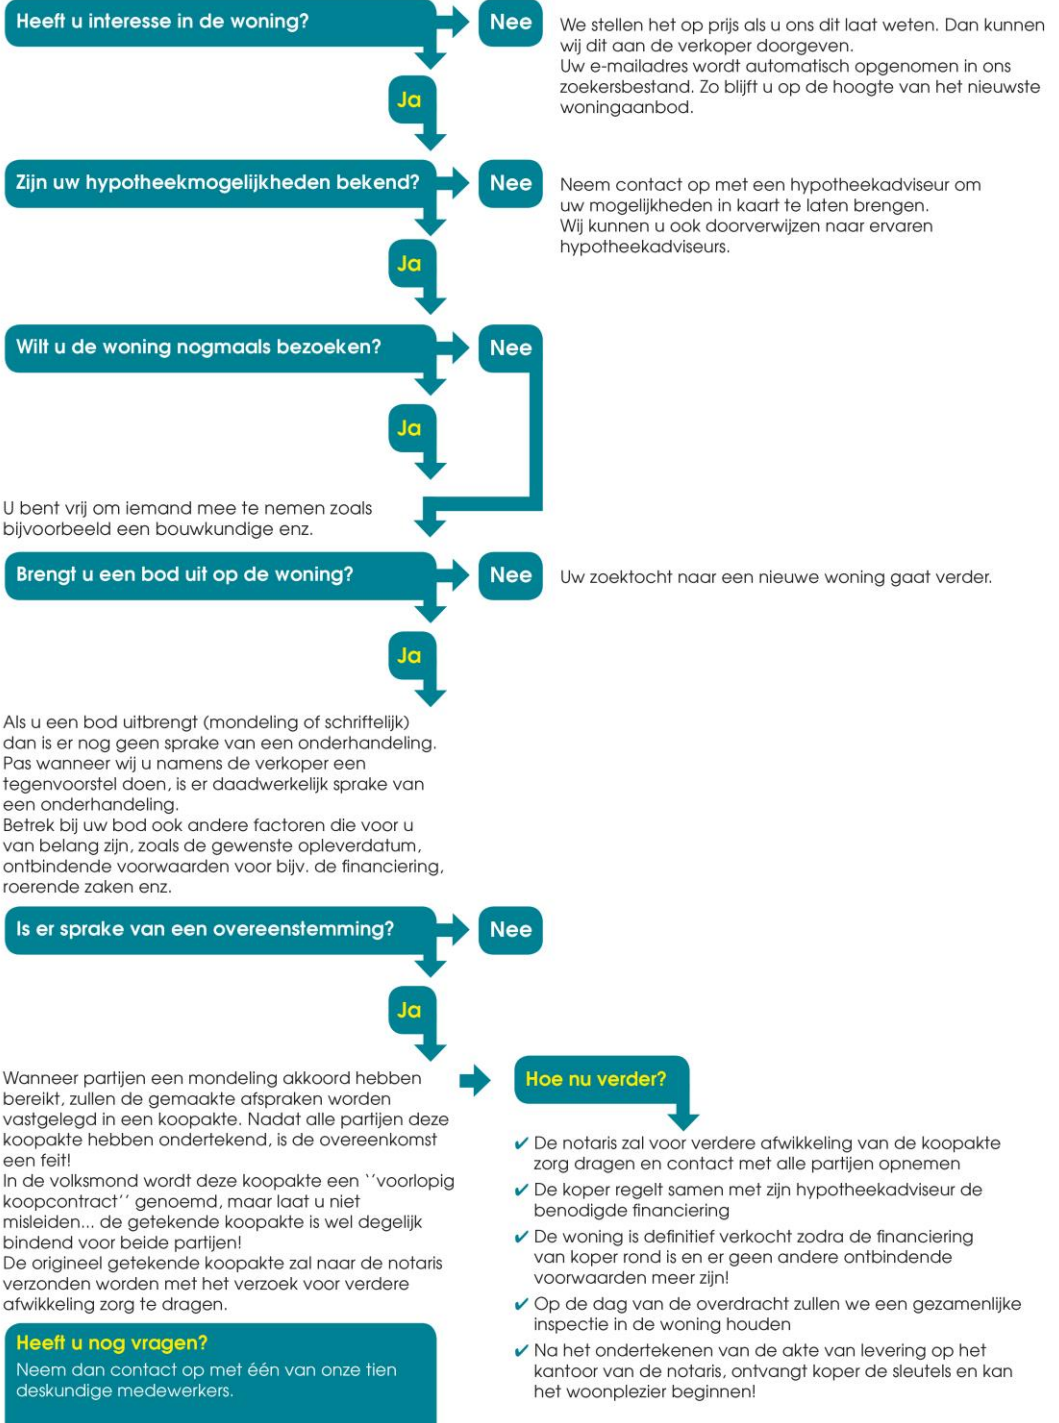 Heeft u interesse in de woning?
Nee
We stellen het op prijs als u ons dit laat weten. Dan kunnen
wij dit aan de verkoper doorgeven.
Uw e-mailadres wordt automatisch opgenomen in ons
zoekersbestand. Zo blijft u op de hoogte van het nieuwste
woningaanbod.
Ja
Zijn uw hypotheekmogelijkheden bekend?
Nee
Neem contact op met een hypotheekadviseur om
uw mogelijkheden in kaart te laten brengen.
Wij kunnen u ook doorverwijzen naar ervaren
hypotheekadviseurs.
Ja
Wilt u de woning nogmaals bezoeken?
Nee
Ja
U bent vrij om iemand mee te nemen zoals
bijvoorbeeld een bouwkundige enz.
Brengt u een bod uit op de woning?
Nee
Uw zoektocht naar een nieuwe woning gaat verder.
Ja
Als u een bod uitbrengt (mondeling of schriftelijk)
dan is er nog geen sprake van een onderhandeling.
Pas wanneer wij u namens de verkoper een
tegenvoorstel doen, is er daadwerkelijk sprake van
een onderhandeling.
Betrek bij uw bod ook andere factoren die voor u
van belang zijn, zoals de gewenste opleverdatum,
ontbindende voorwaarden voor bijv. de financiering,
roerende zaken enz.
Is er sprake van een overeenstemming?
Nee
Ja
Wanneer partijen een mondeling akkoord hebben
bereikt, zullen de gemaakte afspraken worden
vastgelegd in een koopakte. Nadat alle partijen deze
koopakte hebben ondertekend, is de overeenkomst
een feit!
In de volksmond wordt deze koopakte een ``voorlopig
koopcontract'' genoemd, maar laat u niet
misleiden... de getekende koopakte is wel degelijk
bindend voor beide partijen!
De origineel getekende koopakte zal naar de notaris
verzonden worden met het verzoek voor verdere
afwikkeling zorg te dragen.
Heeft u nog vragen?
Neem dan contact op met één van onze tien
deskundige medewerkers.
Hoe nu verder?
✔ De notaris zal voor verdere afwikkeling van de koopakte
zorg dragen en contact met alle partijen opnemen
✔ De koper regelt samen met zijn hypotheekadviseur de
benodigde financiering
✔ De woning is definitief verkocht zodra de financiering
van koper rond is en er geen andere ontbindende
voorwaarden meer zijn!
✔ Op de dag van de overdracht zullen we een gezamenlijke
inspectie in de woning houden
✔ Na het ondertekenen van de akte van levering op het
kantoor van de notaris, ontvangt koper de sleutels en kan
het woonplezier beginnen!